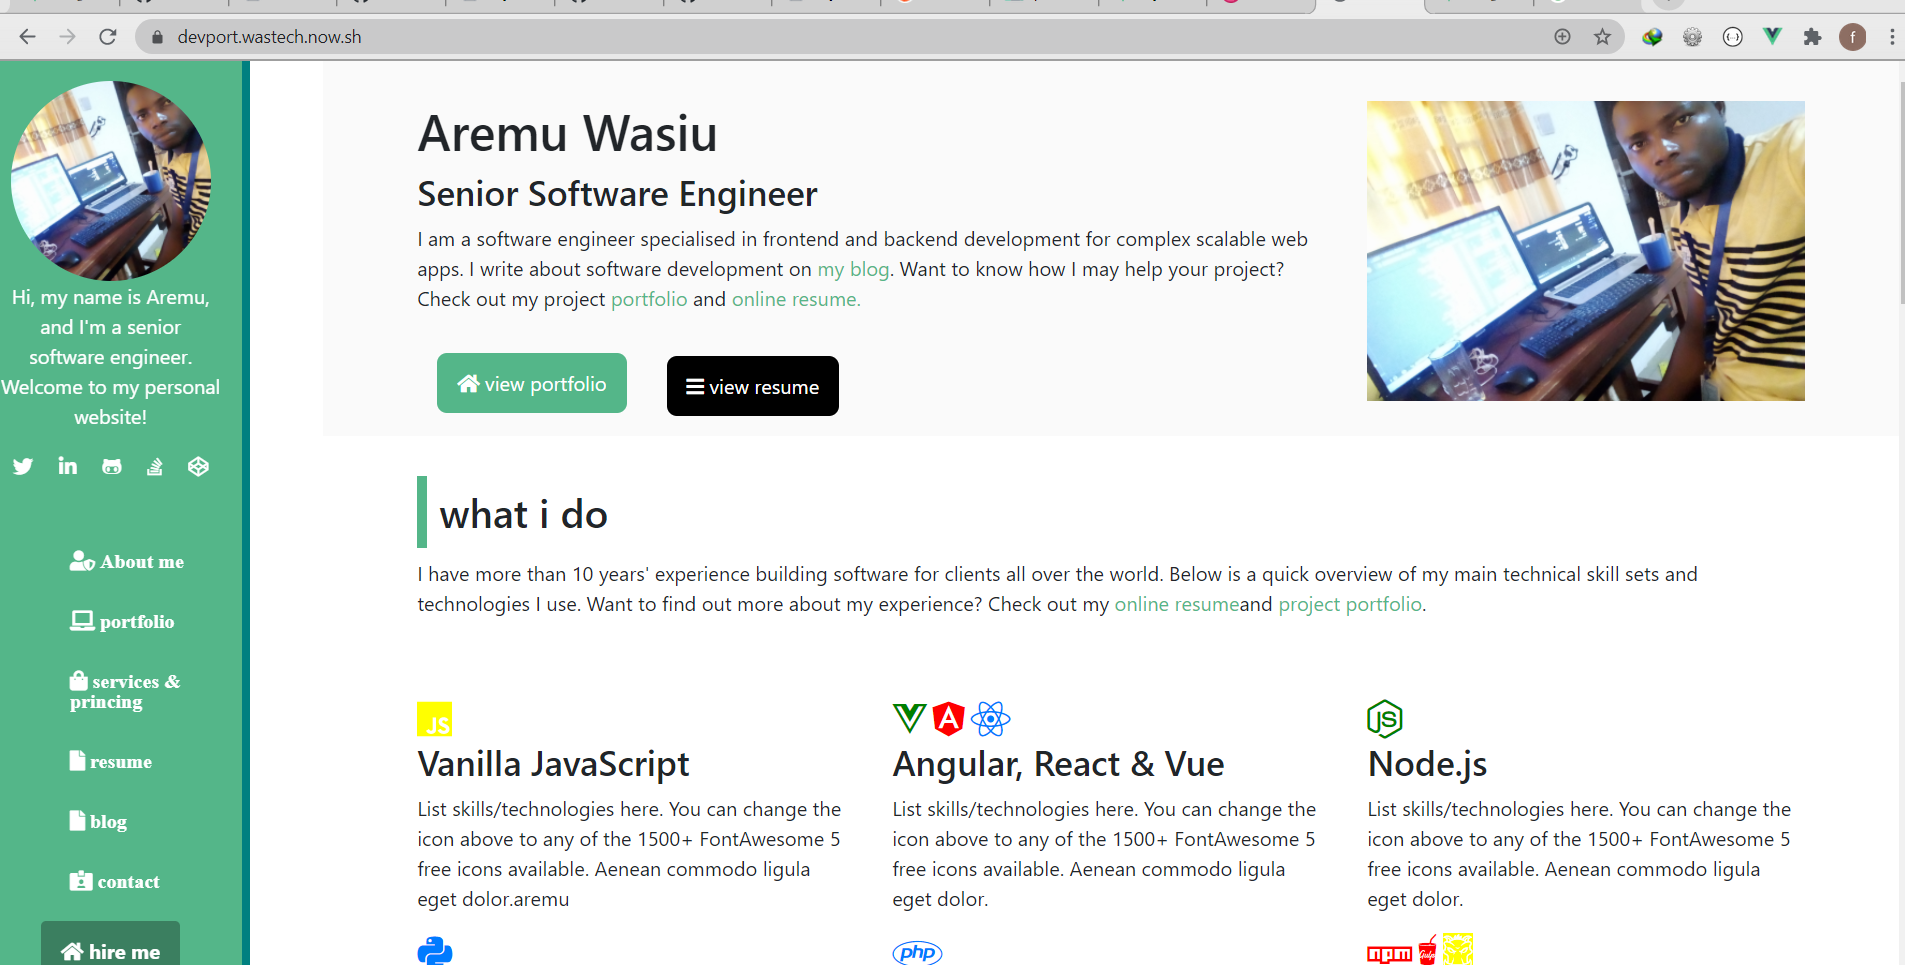 devport.wastech.now.sh
f
Hi, my name is Aremu,
and I'm a senior
software engineer.
Welcome to my personal
website!
About me
portfolio
services &
princing
resume
blog
contact
hire me
Aremu Wasiu
Senior Software Engineer
I am a software engineer specialised in frontend and backend development for complex scalable web
apps. I write about software development on my blog. Want to know how I may help your project?
Check out my project portfolio and online resume.
view portfolio
view resume
what i do
I have more than 10 years' experience building software for clients all over the world. Below is a quick overview of my main technical skill sets and
technologies I use. Want to find out more about my experience? Check out my online resumeand project portfolio.
JS
Vanilla JavaScript
List skills/technologies here. You can change the
icon above to any of the 1500+ FontAwesome 5
free icons available. Aenean commodo ligula
eget dolor.aremu
A
Angular, React & Vue
List skills/technologies here. You can change the
icon above to any of the 1500+ FontAwesome 5
free icons available. Aenean commodo ligula
eget dolor.
JS
Node.js
List skills/technologies here. You can change the
icon above to any of the 1500+ FontAwesome 5
free icons available. Aenean commodo ligula
eget dolor.
php
npm
Gulp